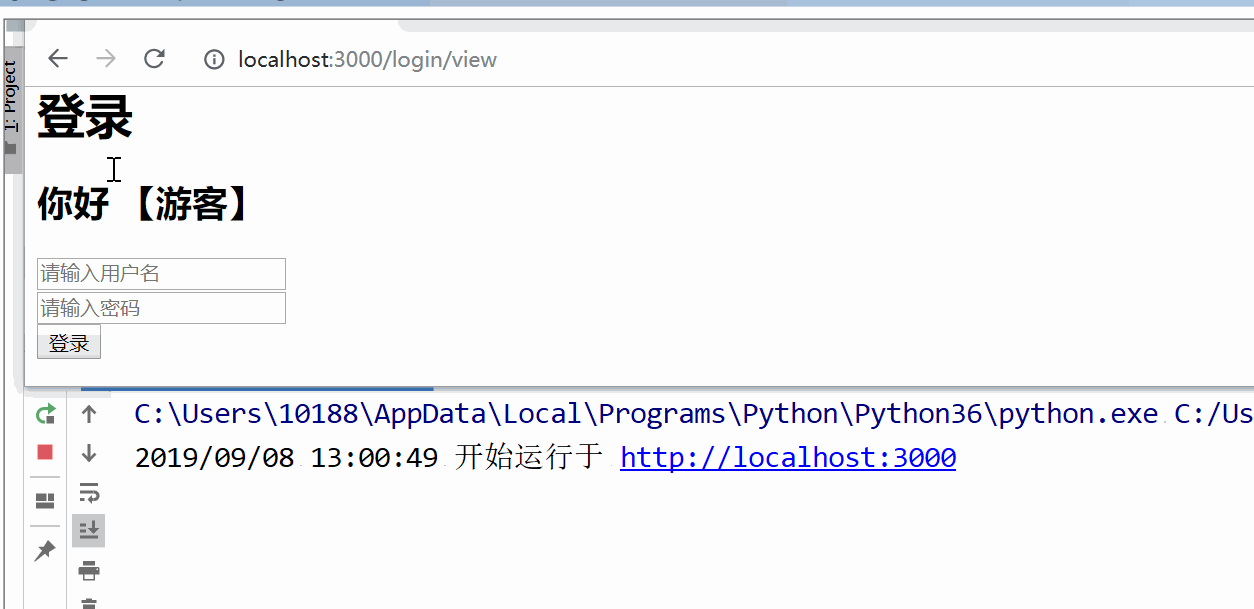 localhost:3000/login/view
1: Project
登录
你好 【游客】
请输入用户名
请输入密码
登录
C:\Users\10188\AppData\Local\Programs\Python\Python36\python.exe C:/Us
2019/09/08 13:00:49 开始运行于 http://localhost:3000